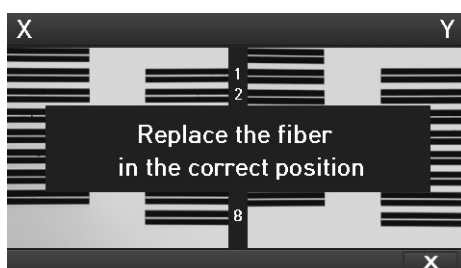 X Y
1
2
Replace the fiber
in the correct position
8
X